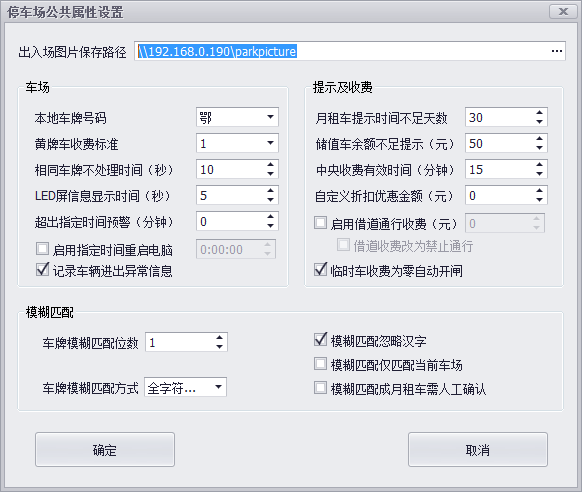 停车场公共属性设置
出入场图片保存路径 \\192.168.0.190\parkpicture ...
车场
本地车牌号码 鄂
黄牌车收费标准 1
相同车牌不处理时间（秒） 10
LED屏信息显示时间（秒） 5
超出指定时间预警（分钟） 0
启用指定时间重启电脑 0:00:00
记录车辆进出异常信息
提示及收费
月租车提示时间不足天数 30
储值车余额不足提示（元） 50
中央收费有效时间（分钟） 15
自定义折扣优惠金额（元） 0
启用借道通行收费（元） 0
借道收费改为禁止通行
临时车收费为零自动开闸
模糊匹配
车牌模糊匹配位数 1
车牌模糊匹配方式 全字符...
模糊匹配忽略汉字
模糊匹配仅匹配当前车场
模糊匹配成月租车需人工确认
确定 取消